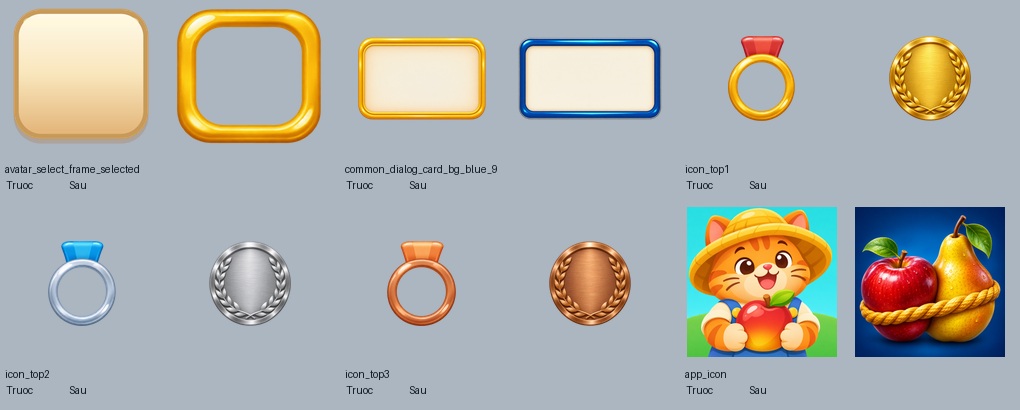 avatar_select_frame_selected
Truoc Sau
common_dialog_card_bg_blue_9
Truoc Sau
icon_top1
Truoc Sau
icon_top2
Truoc Sau
icon_top3
Truoc Sau
app_icon
Truoc Sau